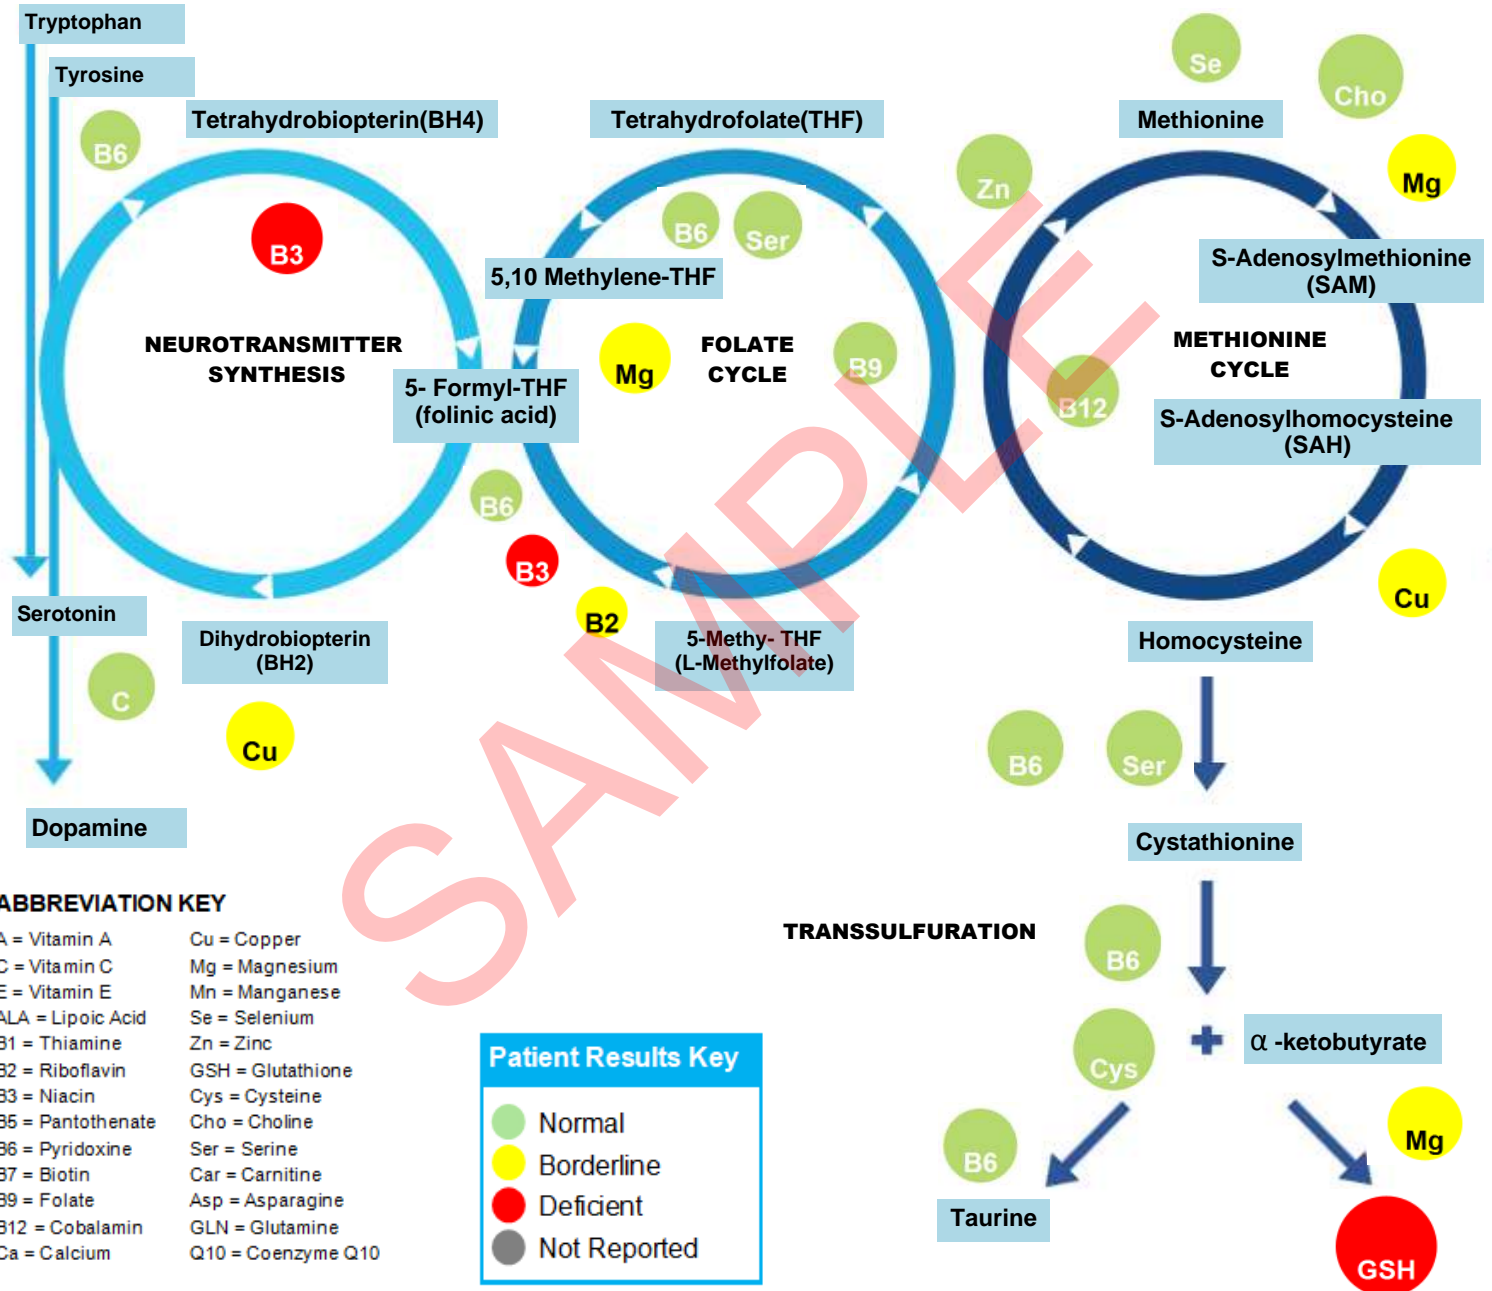 Tryptophan
Tyrosine
Tetrahydrobiopterin(BH4)
Tetrahydrofolate(THF)
Methionine
Se
Cho
B6
Zn
Mg
B3
B6
Ser
5,10 Methylene-THF
S-Adenosylmethionine
(SAM)
NEUROTRANSMITTER
SYNTHESIS
Mg
FOLATE
CYCLE
B9
METHIONINE
CYCLE
B12
5- Formyl-THF
(folinic acid)
S-Adenosylhomocysteine
(SAH)
B6
B3
B2
Cu
Serotonin
Dihydrobiopterin
(BH2)
5-Methy- THF
(L-Methylfolate)
Homocysteine
C
Cu
B6
Ser
Dopamine
Cystathionine
SAMPLE
TRANSSULFURATION
B6
Cys
+
α -ketobutyrate
Mg
B6
Taurine
GSH
ABBREVIATION KEY
A = Vitamin A
C = Vitamin C
E = Vitamin E
ALA = Lipoic Acid
B1 = Thiamine
B2 = Riboflavin
B3 = Niacin
B5 = Pantothenate
B6 = Pyridoxine
B7 = Biotin
B9 = Folate
B12 = Cobalamin
Ca = Calcium
Cu = Copper
Mg = Magnesium
Mn = Manganese
Se = Selenium
Zn = Zinc
GSH = Glutathione
Cys = Cysteine
Cho = Choline
Ser = Serine
Car = Carnitine
Asp = Asparagine
GLN = Glutamine
Q10 = Coenzyme Q10
Patient Results Key
Normal
Borderline
Deficient
Not Reported